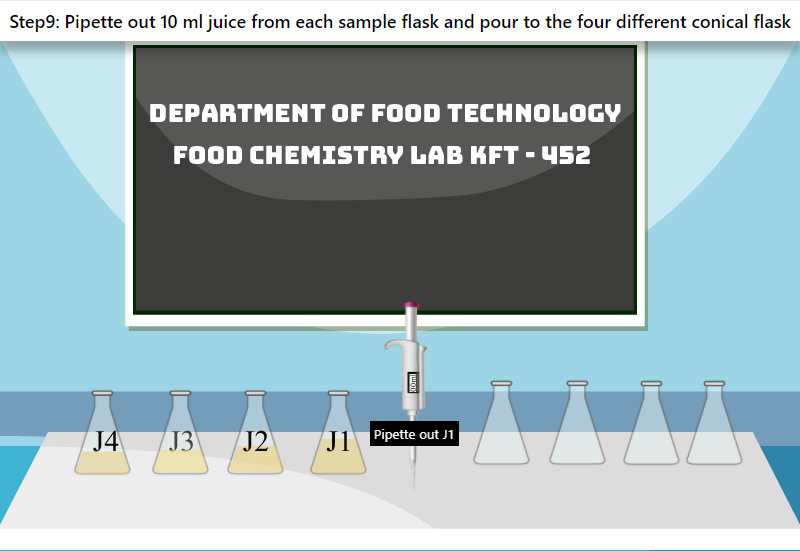 Step9: Pipette out 10 ml juice from each sample flask and pour to the four different conical flask
DEPARTMENT OF FOOD TECHNOLOGY
FOOD CHEMISTRY LAB KFT - 452
J4 J3 J2 J1
Pipette out J1